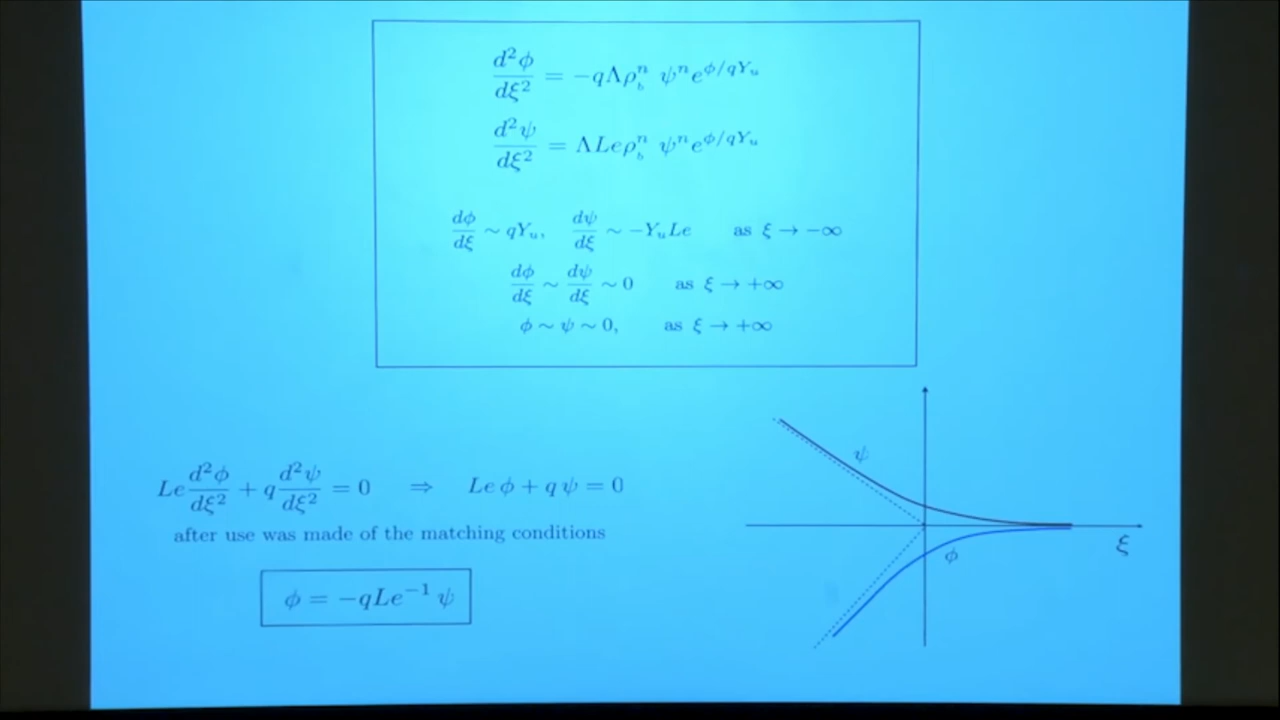 d²φ/dξ² = −qΛρ_b^n ψ^n e^{φ/qY_u}
d²ψ/dξ² = ΛLeρ_b^n ψ^n e^{φ/qY_u}
dφ/dξ ~ qY_u, dψ/dξ ~ −Y_uLe as ξ → −∞
dφ/dξ ~ dψ/dξ ~ 0 as ξ → +∞
φ ~ ψ ~ 0, as ξ → +∞
Le d²φ/dξ² + q d²ψ/dξ² = 0 ⇒ Le φ + q ψ = 0
after use was made of the matching conditions
φ = −qLe⁻¹ ψ
ψ
φ
ξ